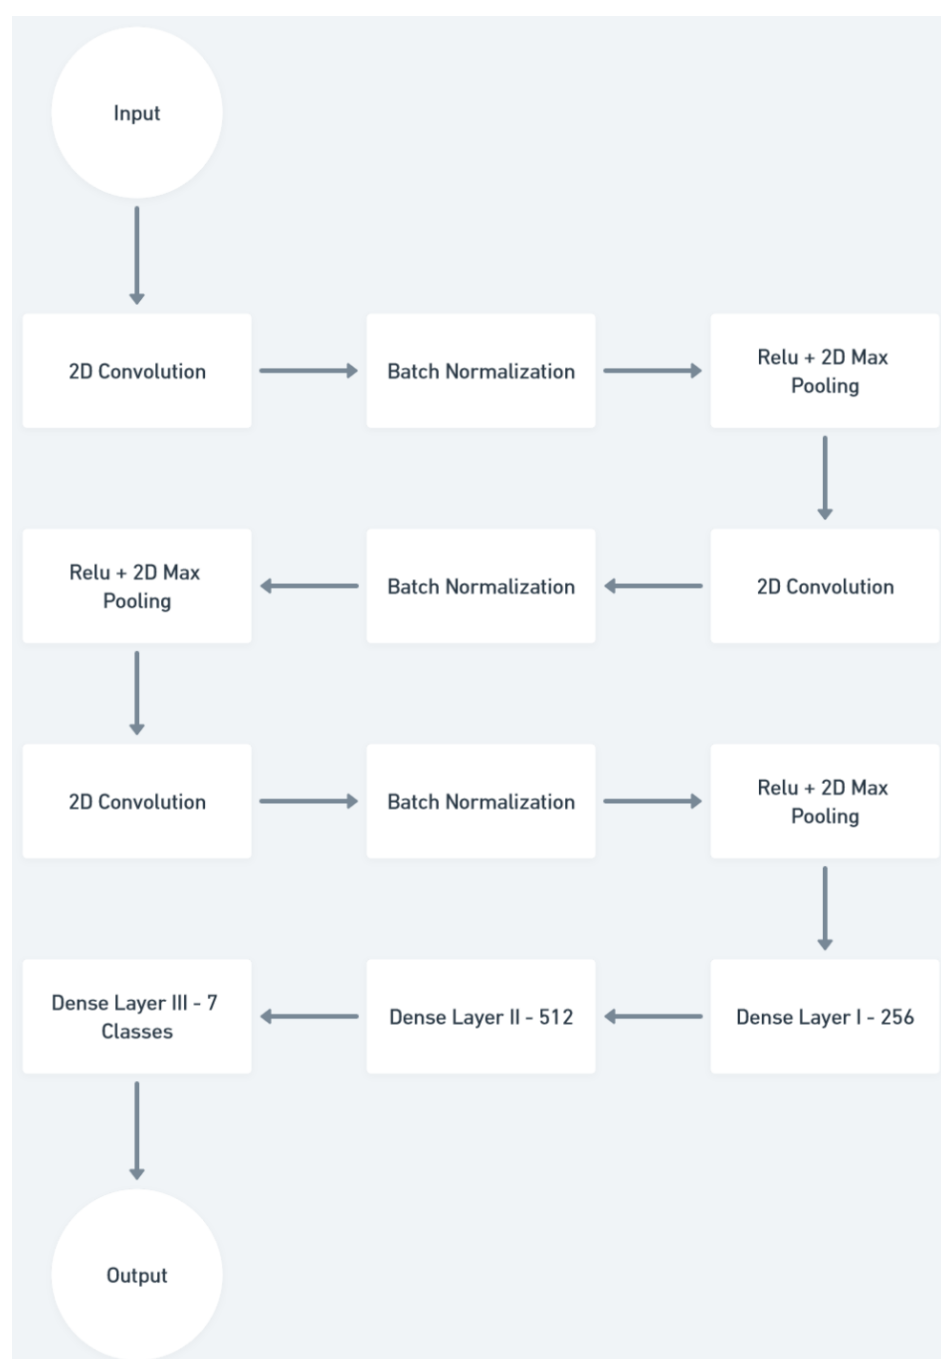 Input
2D Convolution
Batch Normalization
Relu + 2D Max
Pooling
2D Convolution
Batch Normalization
Relu + 2D Max
Pooling
2D Convolution
Batch Normalization
Relu + 2D Max
Pooling
Dense Layer I - 256
Dense Layer II - 512
Dense Layer III - 7
Classes
Output